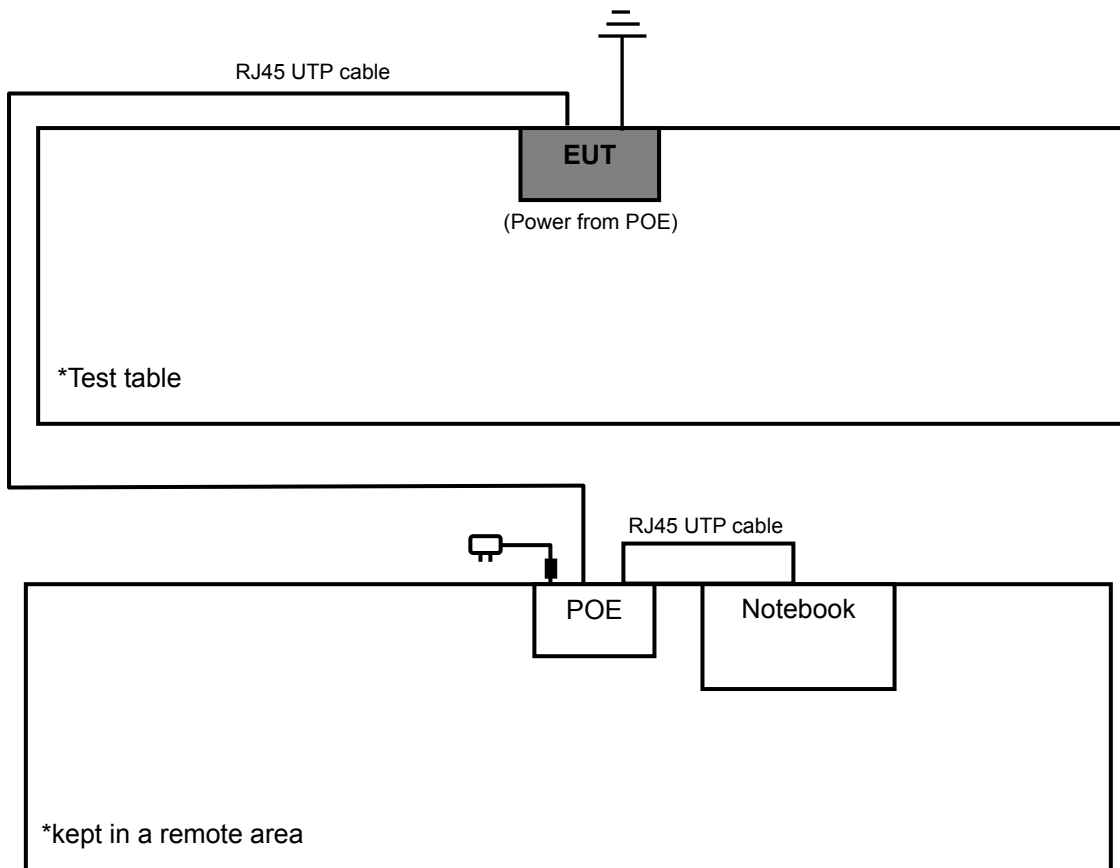 RJ45 UTP cable
EUT
(Power from POE)
*Test table
RJ45 UTP cable
POE
Notebook
*kept in a remote area